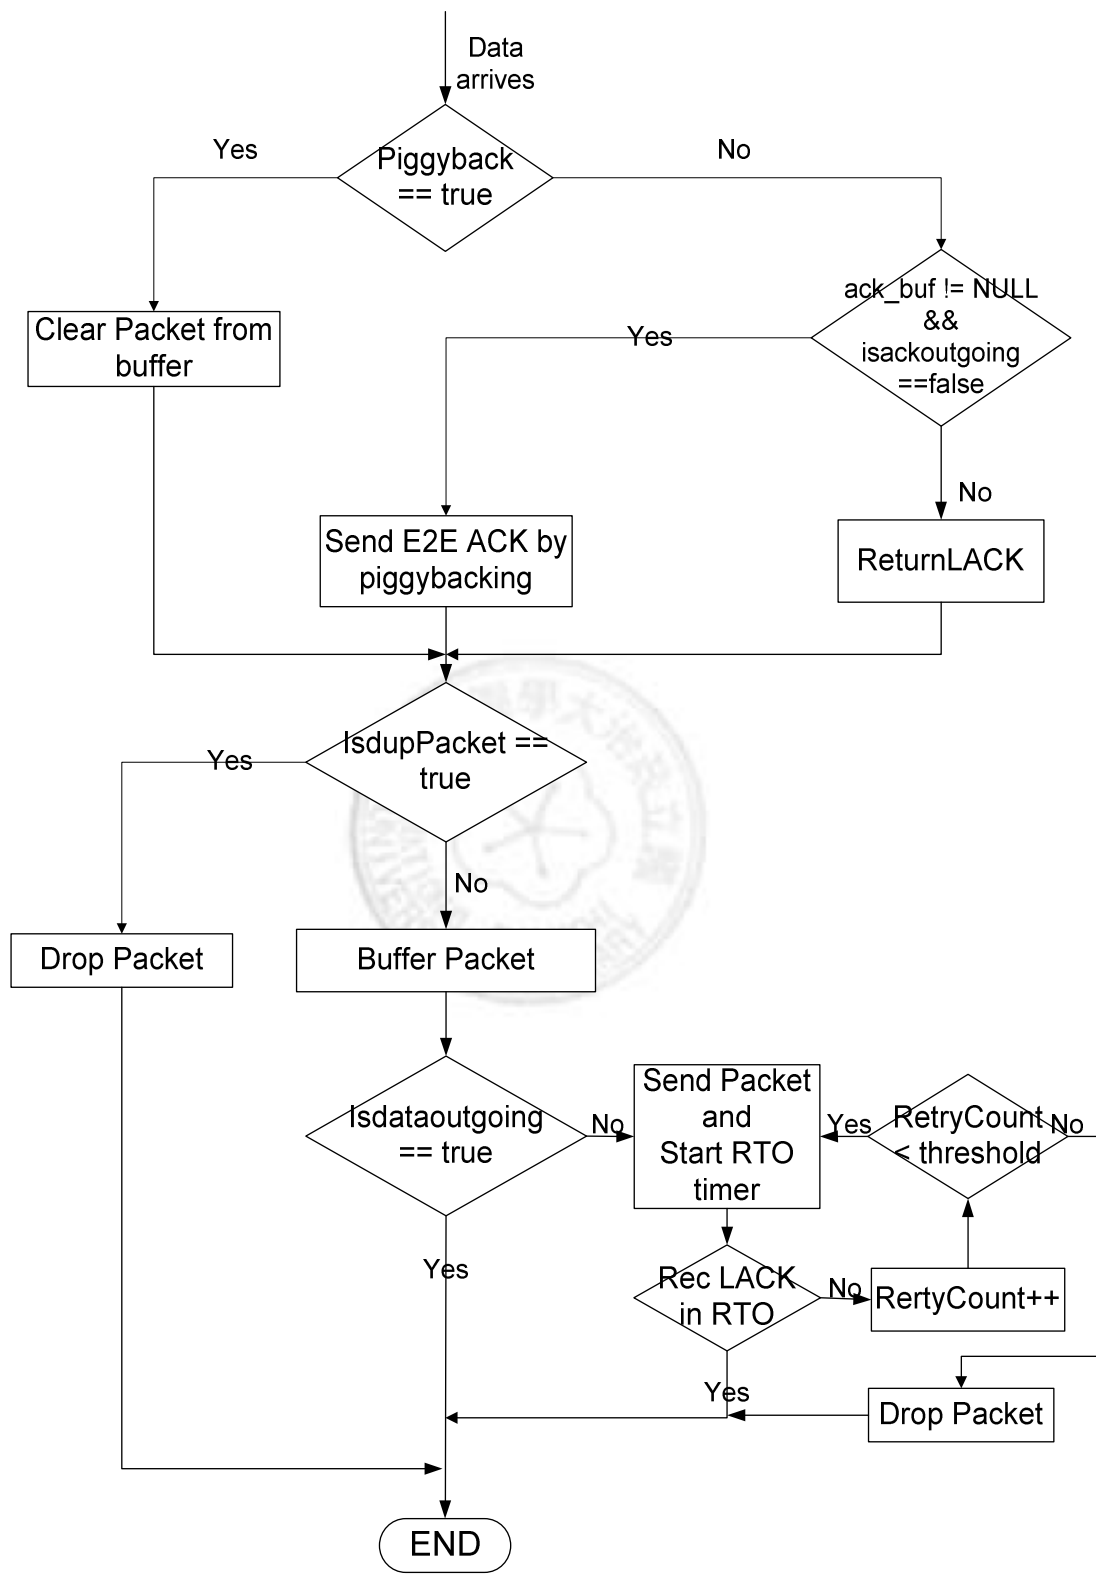 Data
arrives
Yes
Piggyback
== true
No
ack_buf != NULL
&&
isackoutgoing
==false
Clear Packet from
buffer
Yes
No
Send E2E ACK by
piggybacking
ReturnLACK
IsdupPacket ==
true
Yes
No
Drop Packet
Buffer Packet
Isdataoutgoing
== true
No
Send Packet
and
Start RTO
timer
Yes
RetryCount
< threshold
No
Yes
Rec LACK
in RTO
No
RertyCount++
Yes
Drop Packet
END